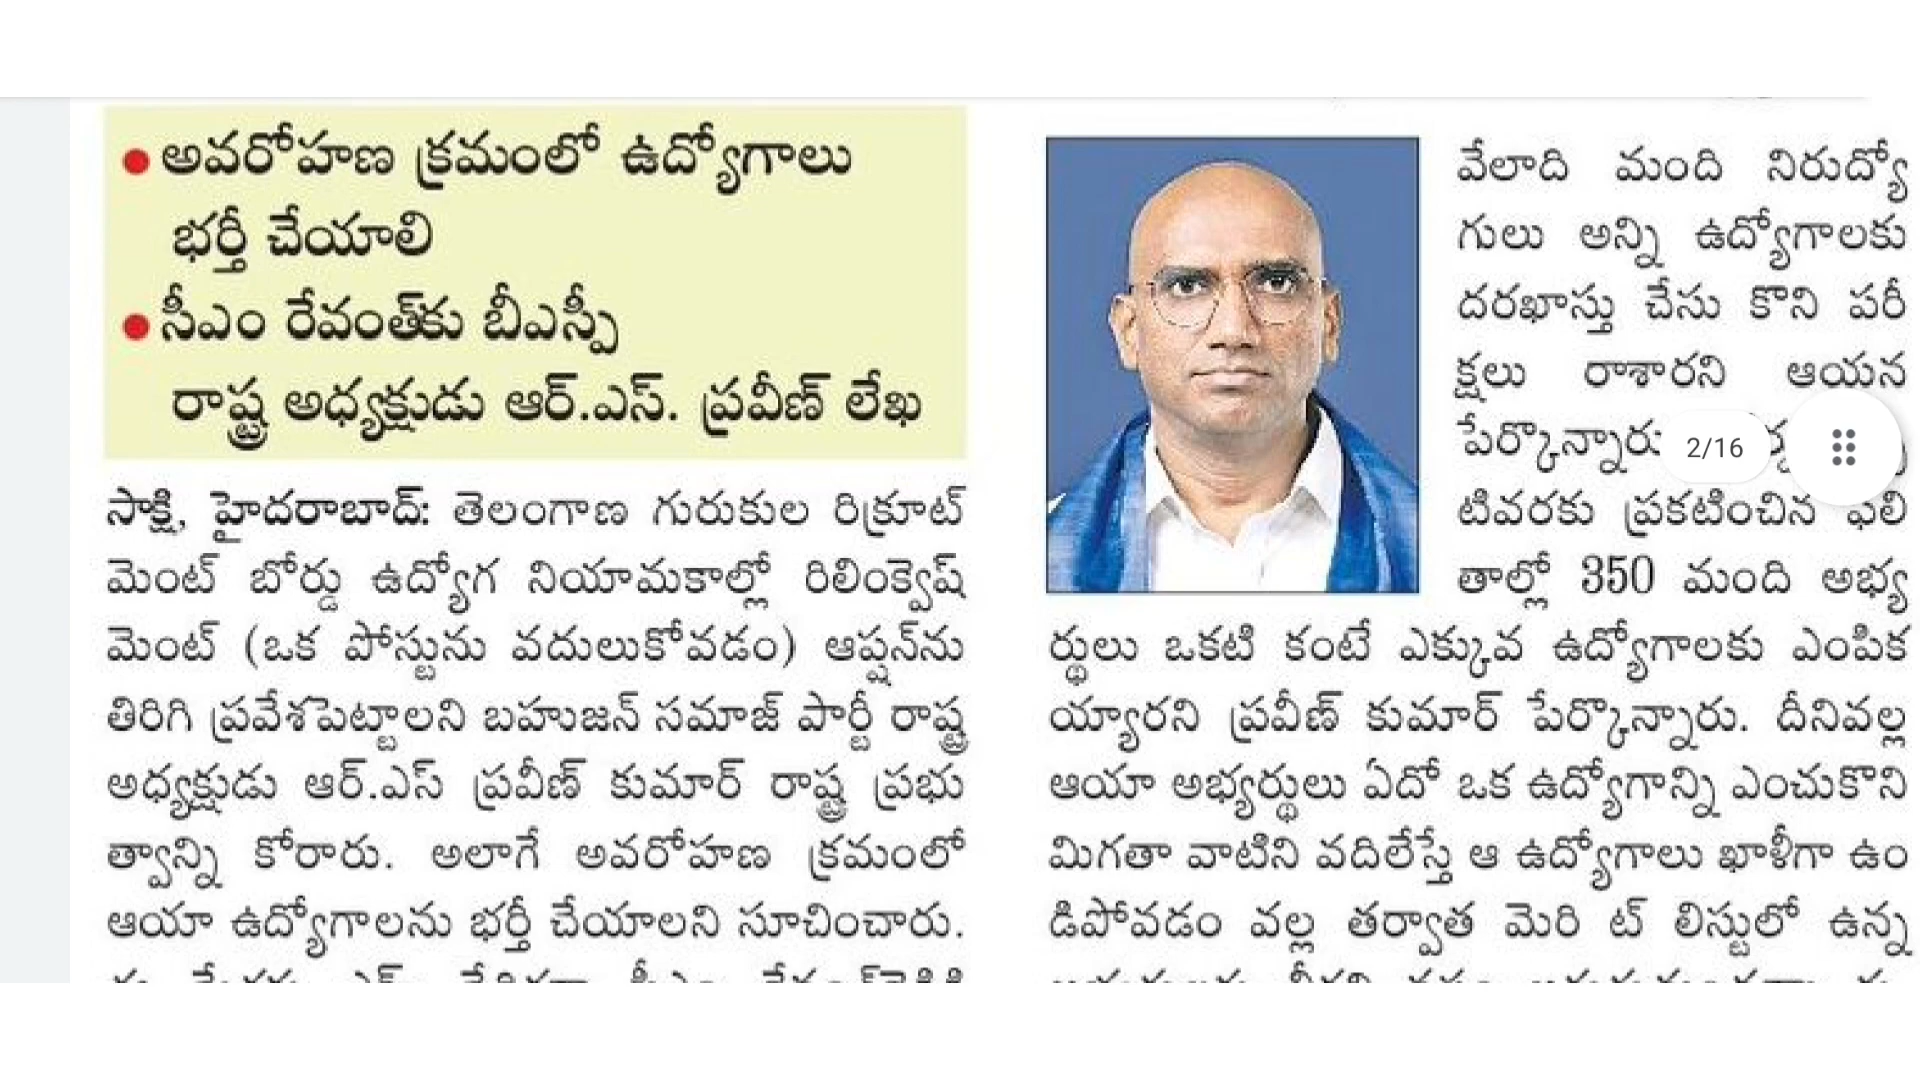 • అవరోహణ క్రమంలో ఉద్యోగాలు
భర్తీ చేయాలి
• సీఎం రేవంత్‌కు బీఎస్పీ
రాష్ట్ర అధ్యక్షుడు ఆర్.ఎస్. ప్రవీణ్ లేఖ
సాక్షి, హైదరాబాద్: తెలంగాణ గురుకుల రిక్రూట్
మెంట్ బోర్డు ఉద్యోగ నియామకాల్లో రిలింక్వెష్
మెంట్ (ఒక పోస్టును వదులుకోవడం) ఆప్షన్‌ను
తిరిగి ప్రవేశపెట్టాలని బహుజన్ సమాజ్ పార్టీ రాష్ట్ర
అధ్యక్షుడు ఆర్.ఎస్ ప్రవీణ్ కుమార్ రాష్ట్ర ప్రభు
త్వాన్ని కోరారు. అలాగే అవరోహణ క్రమంలో
ఆయా ఉద్యోగాలను భర్తీ చేయాలని సూచించారు.
వేలాది మంది నిరుద్యో
గులు అన్ని ఉద్యోగాలకు
దరఖాస్తు చేసు కొని పరీ
క్షలు రాశారని ఆయన
పేర్కొన్నారు
2/16
టివరకు ప్రకటించిన ఫలి
తాల్లో 350 మంది అభ్య
ర్థులు ఒకటి కంటే ఎక్కువ ఉద్యోగాలకు ఎంపిక
య్యారని ప్రవీణ్ కుమార్ పేర్కొన్నారు. దీనివల్ల
ఆయా అభ్యర్థులు ఏదో ఒక ఉద్యోగాన్ని ఎంచుకొని
మిగతా వాటిని వదిలేస్తే ఆ ఉద్యోగాలు ఖాళీగా ఉం
డిపోవడం వల్ల తర్వాత మెరి ట్ లిస్టులో ఉన్న